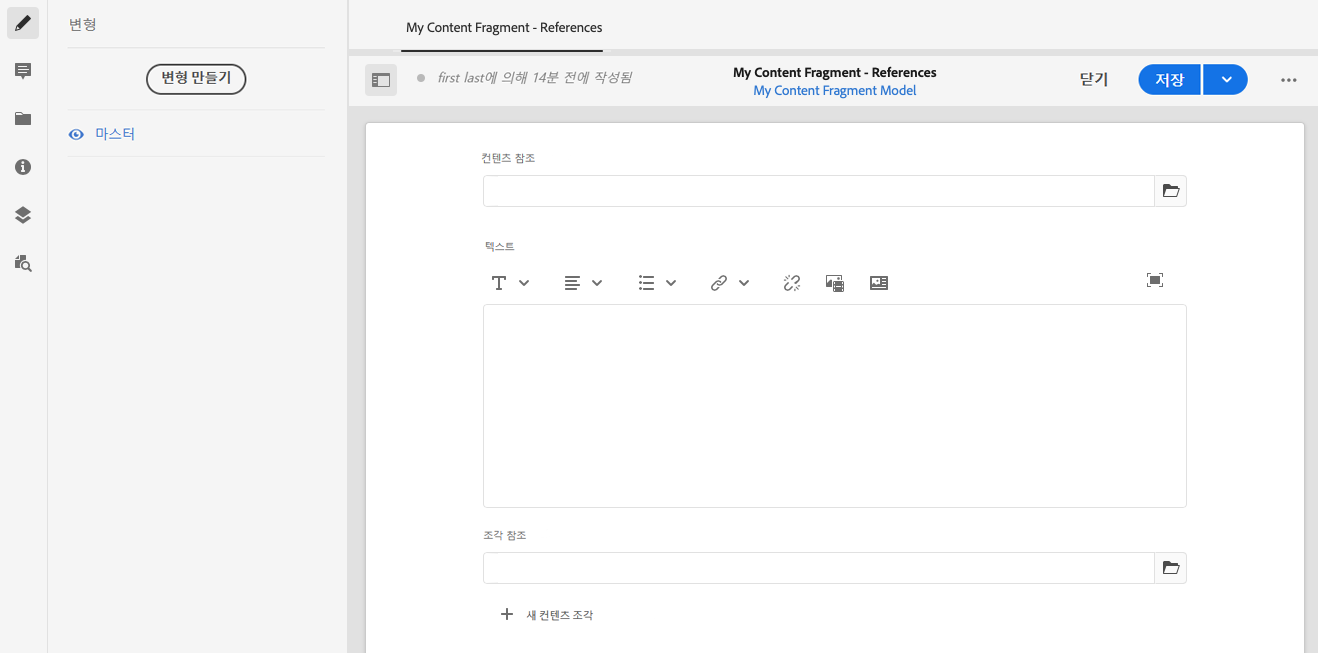 변형
변형 만들기
마스터
My Content Fragment - References
first last에 의해 14분 전에 작성됨
My Content Fragment - References
My Content Fragment Model
닫기
저장
컨텐츠 참조
텍스트
조각 참조
새 컨텐츠 조각